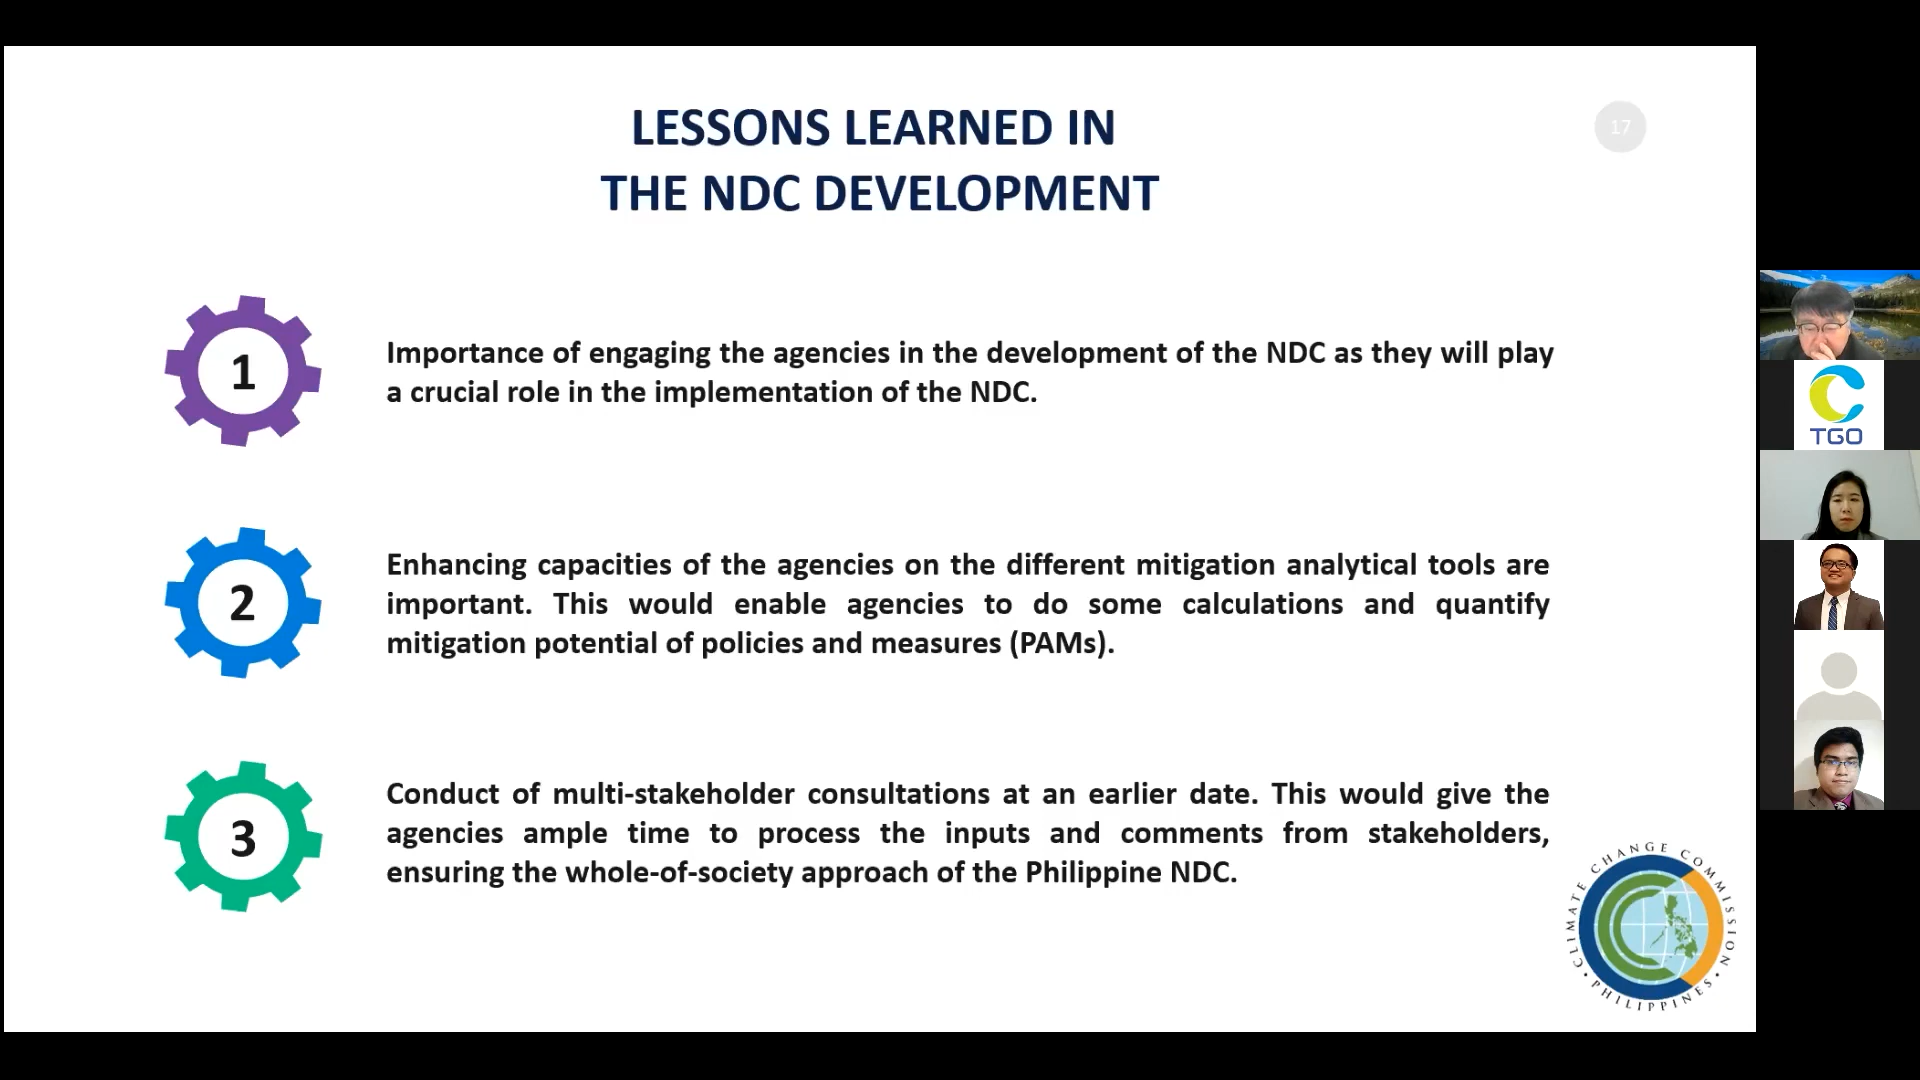 LESSONS LEARNED IN
THE NDC DEVELOPMENT
17
1
Importance of engaging the agencies in the development of the NDC as they will play
a crucial role in the implementation of the NDC.
2
Enhancing capacities of the agencies on the different mitigation analytical tools are
important. This would enable agencies to do some calculations and quantify
mitigation potential of policies and measures (PAMs).
3
Conduct of multi-stakeholder consultations at an earlier date. This would give the
agencies ample time to process the inputs and comments from stakeholders,
ensuring the whole-of-society approach of the Philippine NDC.
CLIMATE CHANGE COMMISSION
• PHILIPPINES •
TGO